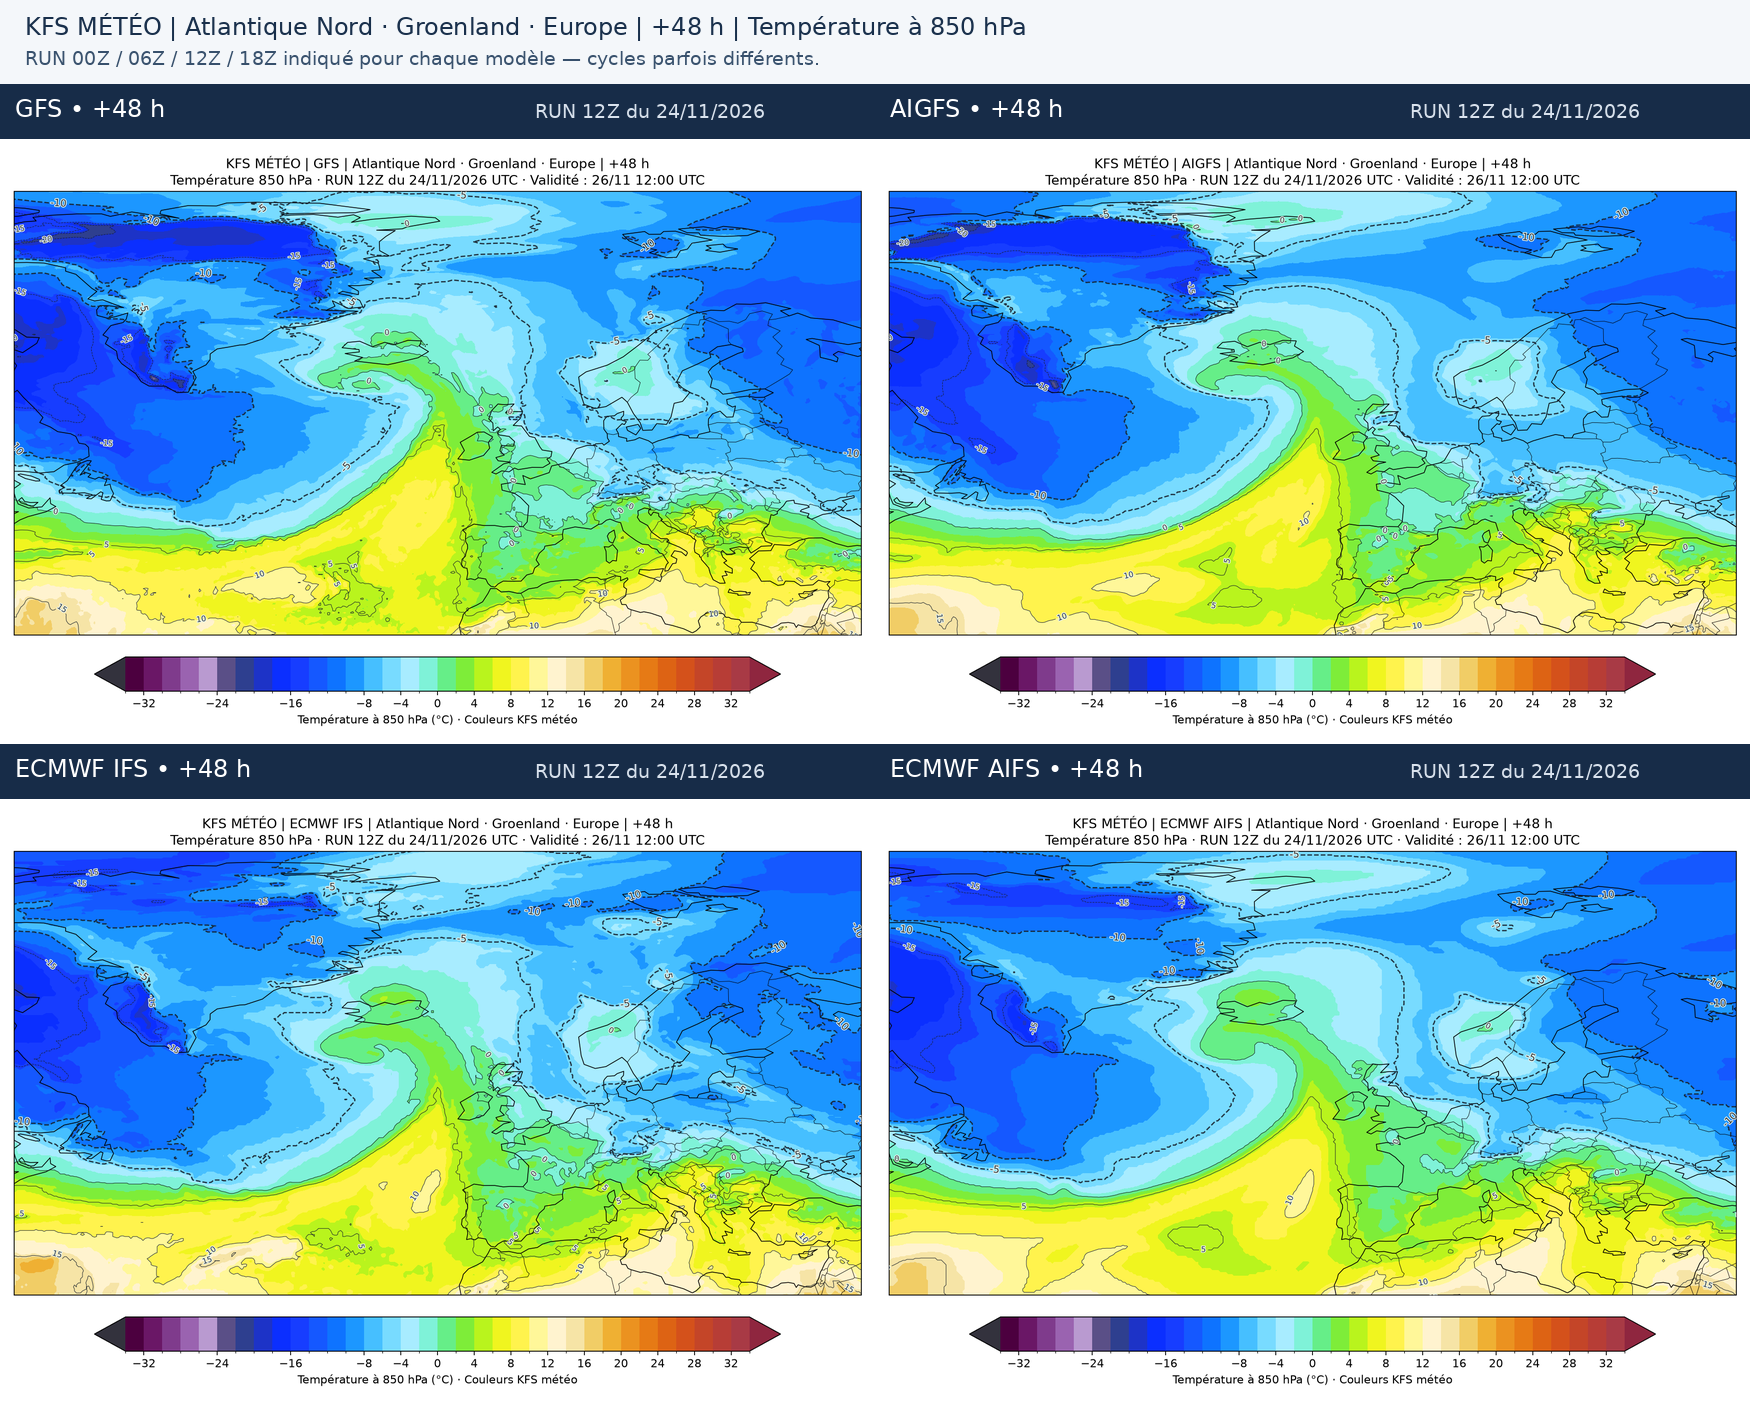 KFS MÉTÉO | Atlantique Nord · Groenland · Europe | +48 h | Température à 850 hPa
RUN 00Z / 06Z / 12Z / 18Z indiqué pour chaque modèle — cycles parfois différents.
GFS • +48 h
RUN 12Z du 24/11/2026
KFS MÉTÉO | GFS | Atlantique Nord · Groenland · Europe | +48 h
Température 850 hPa · RUN 12Z du 24/11/2026 UTC · Validité : 26/11 12:00 UTC
−32 −24 −16 −8 −4 0 4 8 12 16 20 24 28 32
Température à 850 hPa (°C) · Couleurs KFS météo
AIGFS • +48 h
RUN 12Z du 24/11/2026
KFS MÉTÉO | AIGFS | Atlantique Nord · Groenland · Europe | +48 h
Température 850 hPa · RUN 12Z du 24/11/2026 UTC · Validité : 26/11 12:00 UTC
−32 −24 −16 −8 −4 0 4 8 12 16 20 24 28 32
Température à 850 hPa (°C) · Couleurs KFS météo
ECMWF IFS • +48 h
RUN 12Z du 24/11/2026
KFS MÉTÉO | ECMWF IFS | Atlantique Nord · Groenland · Europe | +48 h
Température 850 hPa · RUN 12Z du 24/11/2026 UTC · Validité : 26/11 12:00 UTC
−32 −24 −16 −8 −4 0 4 8 12 16 20 24 28 32
Température à 850 hPa (°C) · Couleurs KFS météo
ECMWF AIFS • +48 h
RUN 12Z du 24/11/2026
KFS MÉTÉO | ECMWF AIFS | Atlantique Nord · Groenland · Europe | +48 h
Température 850 hPa · RUN 12Z du 24/11/2026 UTC · Validité : 26/11 12:00 UTC
−32 −24 −16 −8 −4 0 4 8 12 16 20 24 28 32
Température à 850 hPa (°C) · Couleurs KFS météo